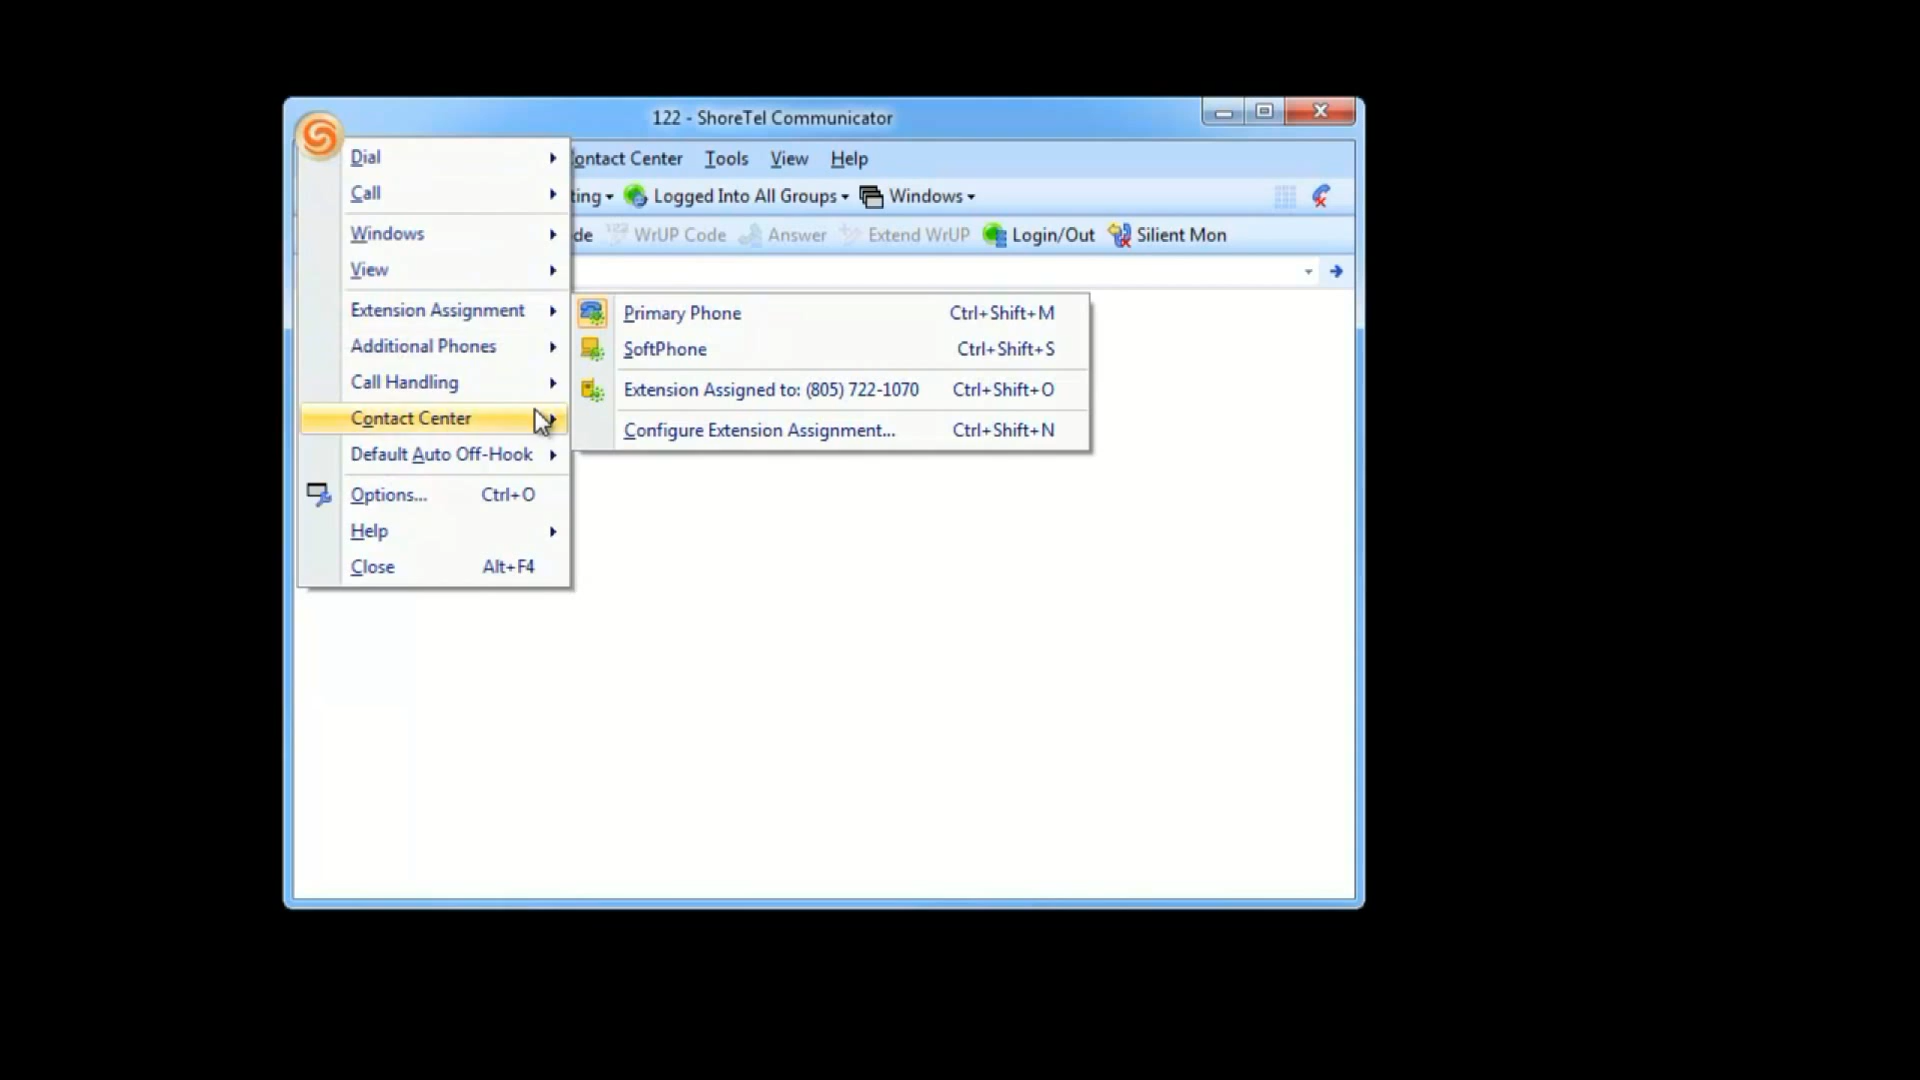 122 - ShoreTel Communicator
ontact Center Tools View Help
ting Logged Into All Groups Windows
de WrUP Code Answer Extend WrUP Login/Out Silient Mon
Dial
Call
Windows
View
Extension Assignment
Additional Phones
Call Handling
Contact Center
Default Auto Off-Hook
Options... Ctrl+O
Help
Close Alt+F4
Primary Phone Ctrl+Shift+M
SoftPhone Ctrl+Shift+S
Extension Assigned to: (805) 722-1070 Ctrl+Shift+O
Configure Extension Assignment... Ctrl+Shift+N